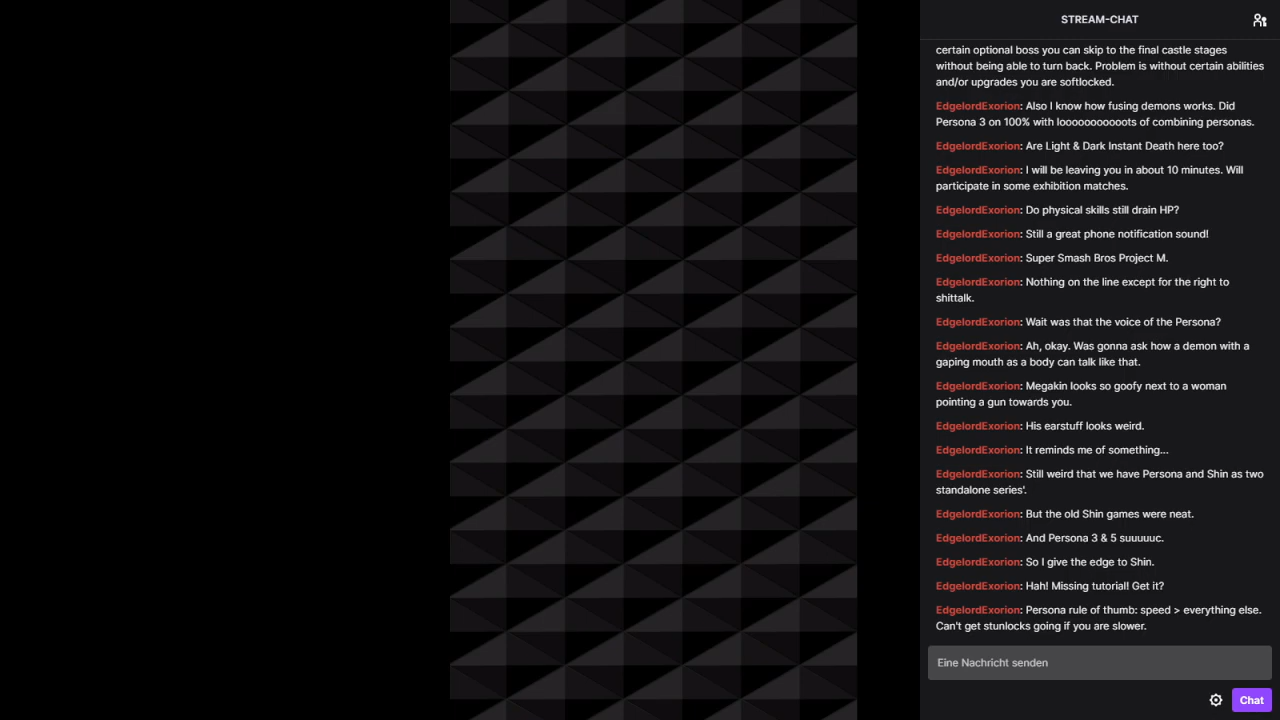 STREAM-CHAT
certain optional boss you can skip to the final castle stages
without being able to turn back. Problem is without certain abilities
and/or upgrades you are softlocked.
EdgelordExorion: Also I know how fusing demons works. Did
Persona 3 on 100% with looooooooooots of combining personas.
EdgelordExorion: Are Light & Dark Instant Death here too?
EdgelordExorion: I will be leaving you in about 10 minutes. Will
participate in some exhibition matches.
EdgelordExorion: Do physical skills still drain HP?
EdgelordExorion: Still a great phone notification sound!
EdgelordExorion: Super Smash Bros Project M.
EdgelordExorion: Nothing on the line except for the right to
shittalk.
EdgelordExorion: Wait was that the voice of the Persona?
EdgelordExorion: Ah, okay. Was gonna ask how a demon with a
gaping mouth as a body can talk like that.
EdgelordExorion: Megakin looks so goofy next to a woman
pointing a gun towards you.
EdgelordExorion: His earstuff looks weird.
EdgelordExorion: It reminds me of something...
EdgelordExorion: Still weird that we have Persona and Shin as two
standalone series'.
EdgelordExorion: But the old Shin games were neat.
EdgelordExorion: And Persona 3 & 5 suuuuuc.
EdgelordExorion: So I give the edge to Shin.
EdgelordExorion: Hah! Missing tutorial! Get it?
EdgelordExorion: Persona rule of thumb: speed > everything else.
Can't get stunlocks going if you are slower.
Eine Nachricht senden
Chat